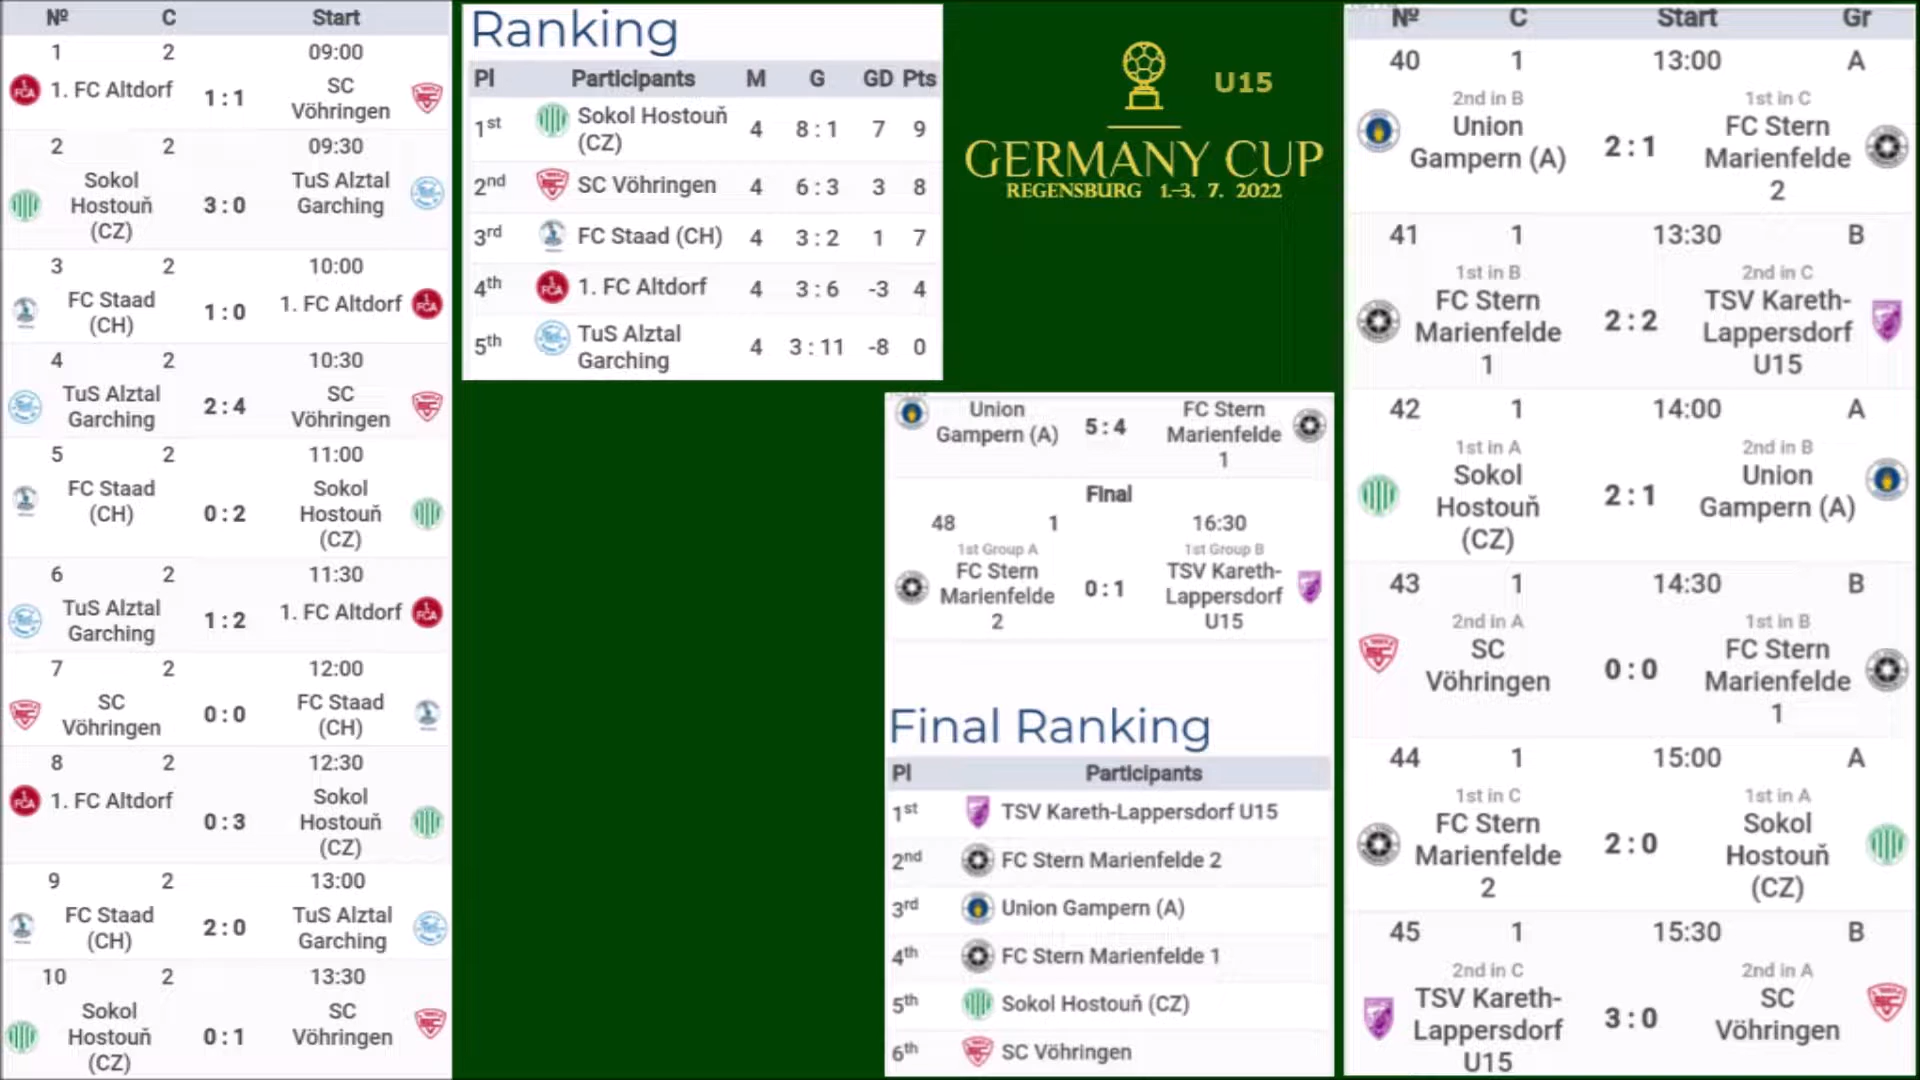 Nº C Start
1 2 09:00
1. FC Altdorf 1 : 1 SC Vöhringen
2 2 09:30
Sokol Hostouň (CZ) 3 : 0 TuS Alztal Garching
3 2 10:00
FC Staad (CH) 1 : 0 1. FC Altdorf
4 2 10:30
TuS Alztal Garching 2 : 4 SC Vöhringen
5 2 11:00
FC Staad (CH) 0 : 2 Sokol Hostouň (CZ)
6 2 11:30
TuS Alztal Garching 1 : 2 1. FC Altdorf
7 2 12:00
SC Vöhringen 0 : 0 FC Staad (CH)
8 2 12:30
1. FC Altdorf 0 : 3 Sokol Hostouň (CZ)
9 2 13:00
FC Staad (CH) 2 : 0 TuS Alztal Garching
10 2 13:30
Sokol Hostouň (CZ) 0 : 1 SC Vöhringen
Ranking
Pl Participants M G GD Pts
1st Sokol Hostouň (CZ) 4 8 : 1 7 9
2nd SC Vöhringen 4 6 : 3 3 8
3rd FC Staad (CH) 4 3 : 2 1 7
4th 1. FC Altdorf 4 3 : 6 -3 4
5th TuS Alztal Garching 4 3 : 11 -8 0
U15
GERMANY CUP
REGENSBURG 1.-3. 7. 2022
Union Gampern (A) 5 : 4 FC Stern Marienfelde 1
Final
48 1 16:30
1st Group A 1st Group B
FC Stern Marienfelde 2 0 : 1 TSV Kareth-Lappersdorf U15
Final Ranking
Pl Participants
1st TSV Kareth-Lappersdorf U15
2nd FC Stern Marienfelde 2
3rd Union Gampern (A)
4th FC Stern Marienfelde 1
5th Sokol Hostouň (CZ)
6th SC Vöhringen
Nº C Start Gr
40 1 13:00 A
2nd in B 1st in C
Union Gampern (A) 2 : 1 FC Stern Marienfelde 2
41 1 13:30 B
1st in B 2nd in C
FC Stern Marienfelde 1 2 : 2 TSV Kareth-Lappersdorf U15
42 1 14:00 A
1st in A 2nd in B
Sokol Hostouň (CZ) 2 : 1 Union Gampern (A)
43 1 14:30 B
2nd in A 1st in B
SC Vöhringen 0 : 0 FC Stern Marienfelde 1
44 1 15:00 A
1st in C 1st in A
FC Stern Marienfelde 2 2 : 0 Sokol Hostouň (CZ)
45 1 15:30 B
2nd in C 2nd in A
TSV Kareth-Lappersdorf U15 3 : 0 SC Vöhringen